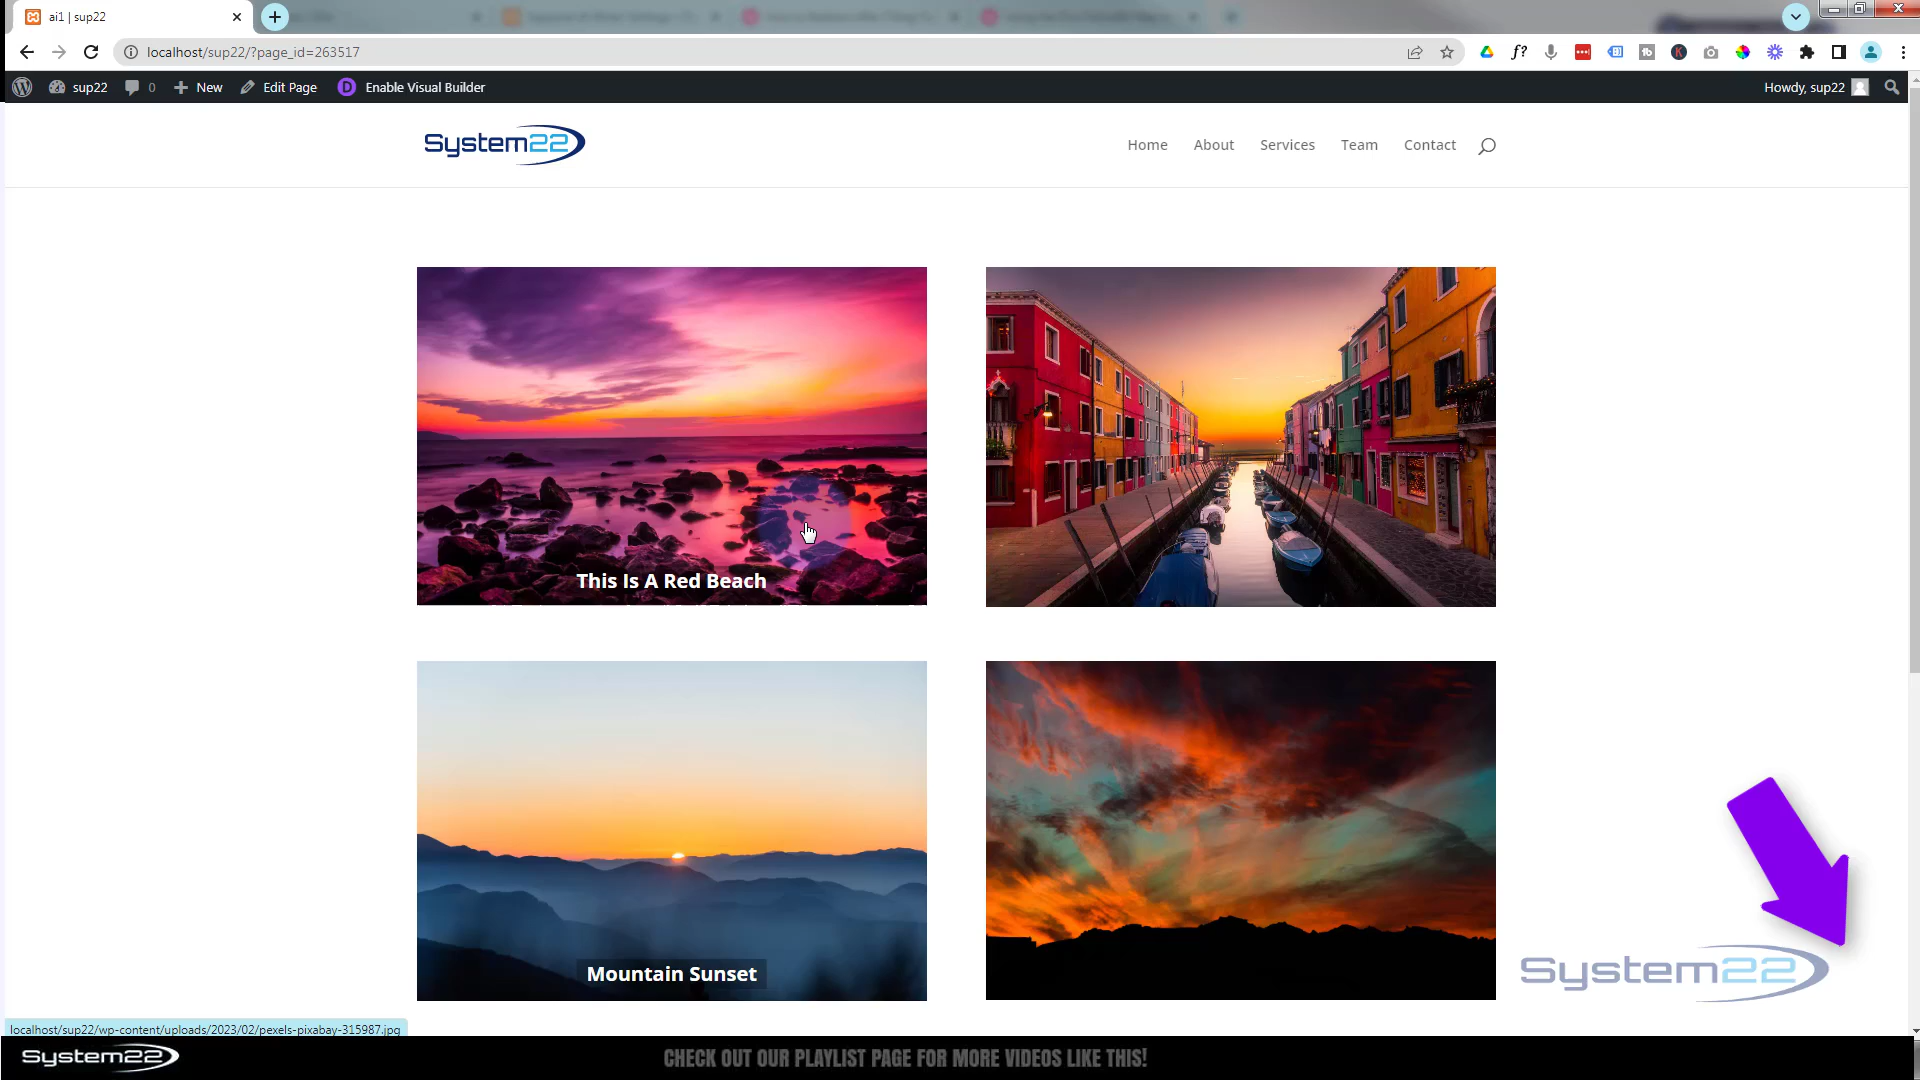 ai1 | sup22
localhost/sup22/?page_id=263517
sup22
0
New
Edit Page
D
Enable Visual Builder
Howdy, sup22
System22
Home
About
Services
Team
Contact
This Is A Red Beach
Mountain Sunset
System22
localhost/sup22/wp-content/uploads/2023/02/pexels-pixabay-315987.jpg
System22
CHECK OUT OUR PLAYLIST PAGE FOR MORE VIDEOS LIKE THIS!